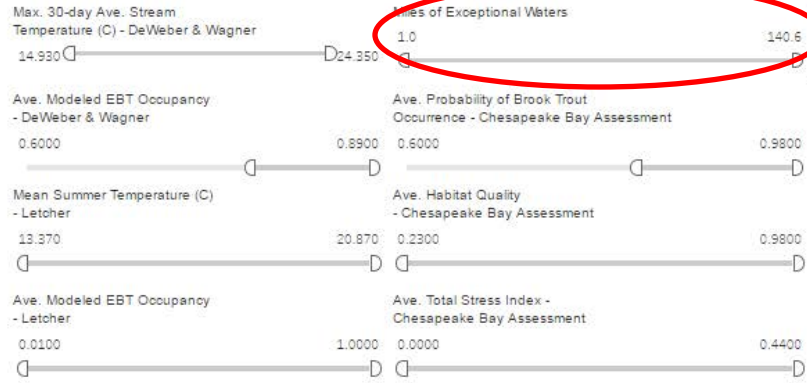 Max. 30-day Ave. Stream
Temperature (C) - DeWeber & Wagner
14.930 24.350
Miles of Exceptional Waters
1.0 140.6
Ave. Modeled EBT Occupancy
- DeWeber & Wagner
0.6000 0.8900
Ave. Probability of Brook Trout
Occurrence - Chesapeake Bay Assessment
0.6000 0.9800
Mean Summer Temperature (C)
- Letcher
13.370 20.870
Ave. Habitat Quality
- Chesapeake Bay Assessment
0.2300 0.9800
Ave. Modeled EBT Occupancy
- Letcher
0.0100 1.0000
Ave. Total Stress Index -
Chesapeake Bay Assessment
0.0000 0.4400